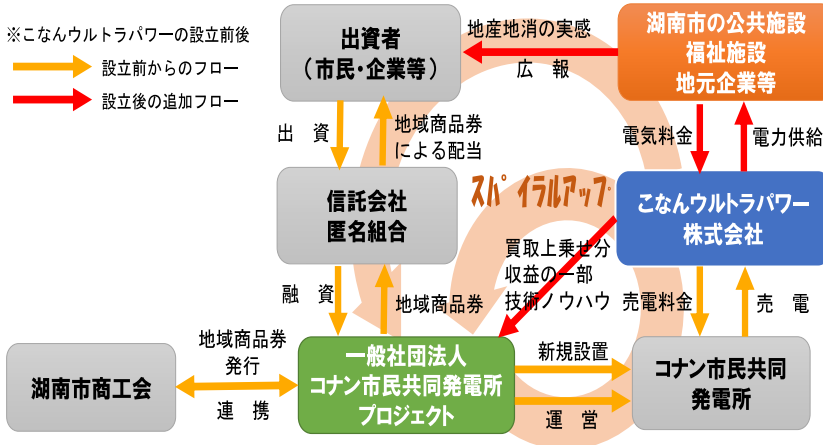 ※こなんウルトラパワーの設立前後
設立前からのフロー
設立後の追加フロー
出資者
（市民・企業等）
地産地消の実感
広　報
湖南市の公共施設
福祉施設
地元企業等
出　資
地域商品券
による配当
電気料金
電力供給
信託会社
匿名組合
スパイラルアップ
こなんウルトラパワー
株式会社
買取上乗せ分
収益の一部
技術ノウハウ
融　資
地域商品券
売電料金
売　電
湖南市商工会
地域商品券
発行
連　携
一般社団法人
コナン市民共同発電所
プロジェクト
新規設置
運　営
コナン市民共同
発電所